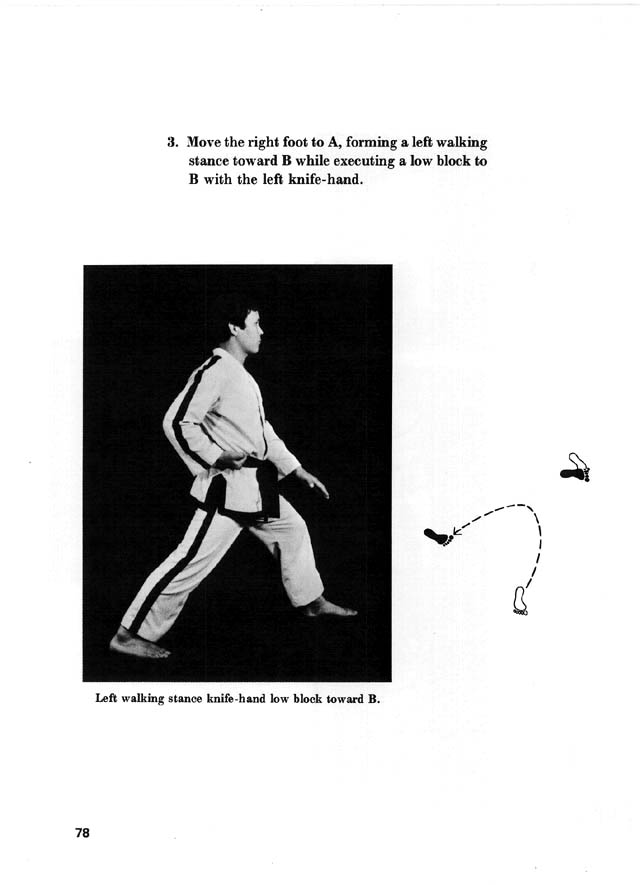 3. Move the right foot to A, forming a left walking
stance toward B while executing a low block to
B with the left knife-hand.
Left walking stance knife-hand low block toward B.
78